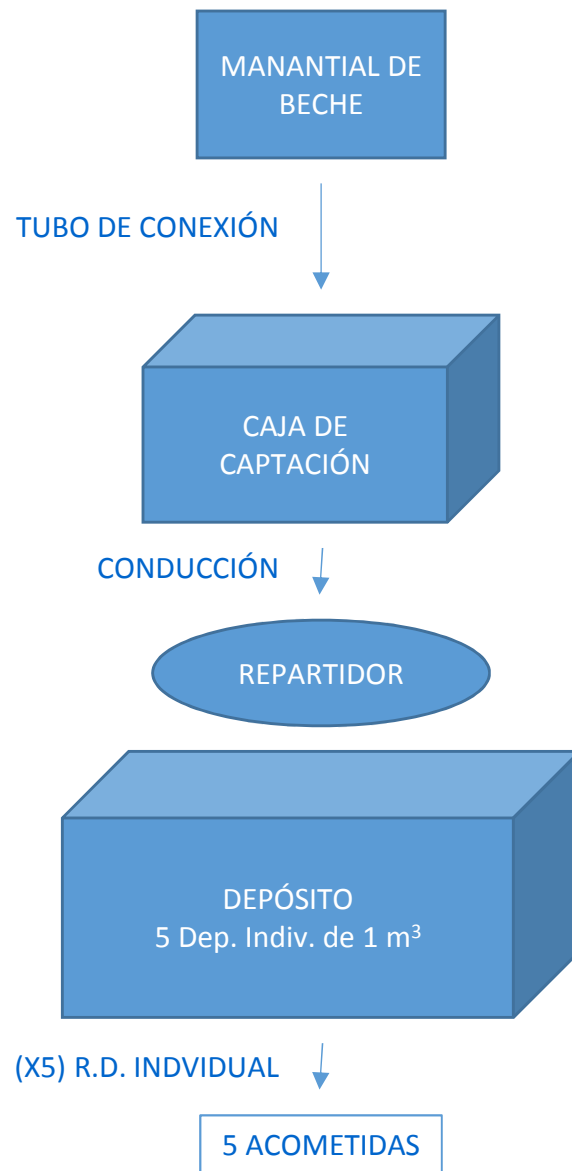 MANANTIAL DE
BECHE
TUBO DE CONEXIÓN
CAJA DE
CAPTACIÓN
CONDUCCIÓN
REPARTIDOR
DEPÓSITO
5 Dep. Indiv. de 1 m³
(X5) R.D. INDVIDUAL
5 ACOMETIDAS